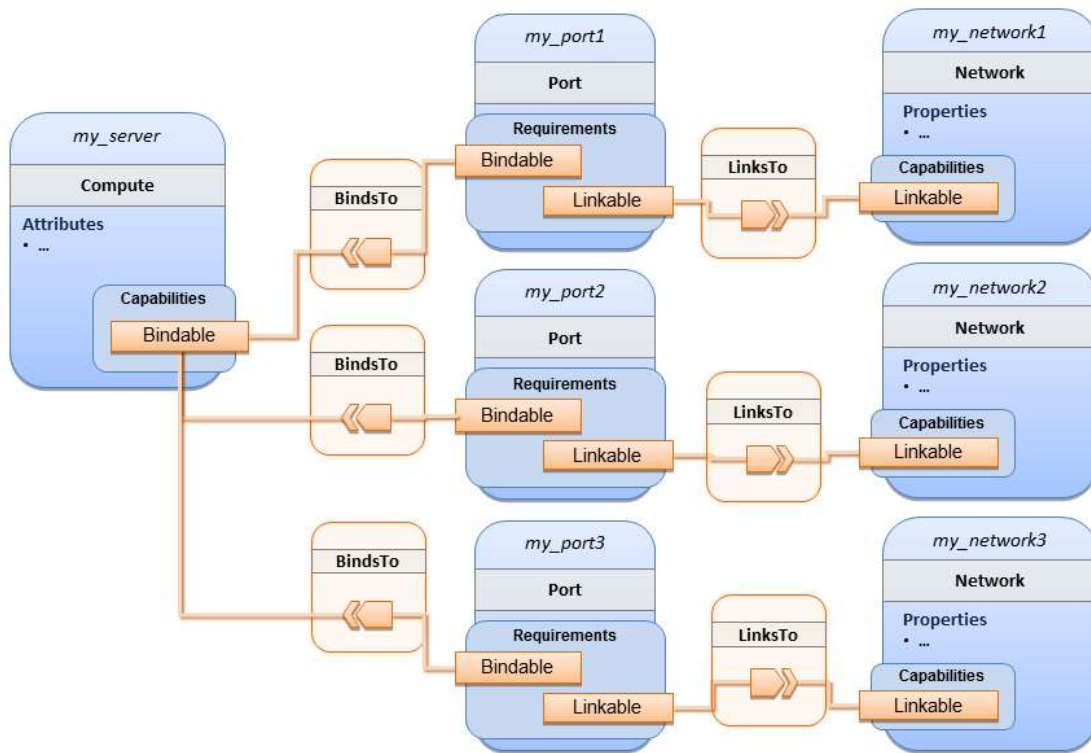 my_server
Compute
Attributes
• ...
Capabilities
Bindable
BindsTo
BindsTo
BindsTo
my_port1
Port
Requirements
Bindable
Linkable
my_port2
Port
Requirements
Bindable
Linkable
my_port3
Port
Requirements
Bindable
Linkable
LinksTo
LinksTo
LinksTo
my_network1
Network
Properties
• ...
Capabilities
Linkable
my_network2
Network
Properties
• ...
Capabilities
Linkable
my_network3
Network
Properties
• ...
Capabilities
Linkable